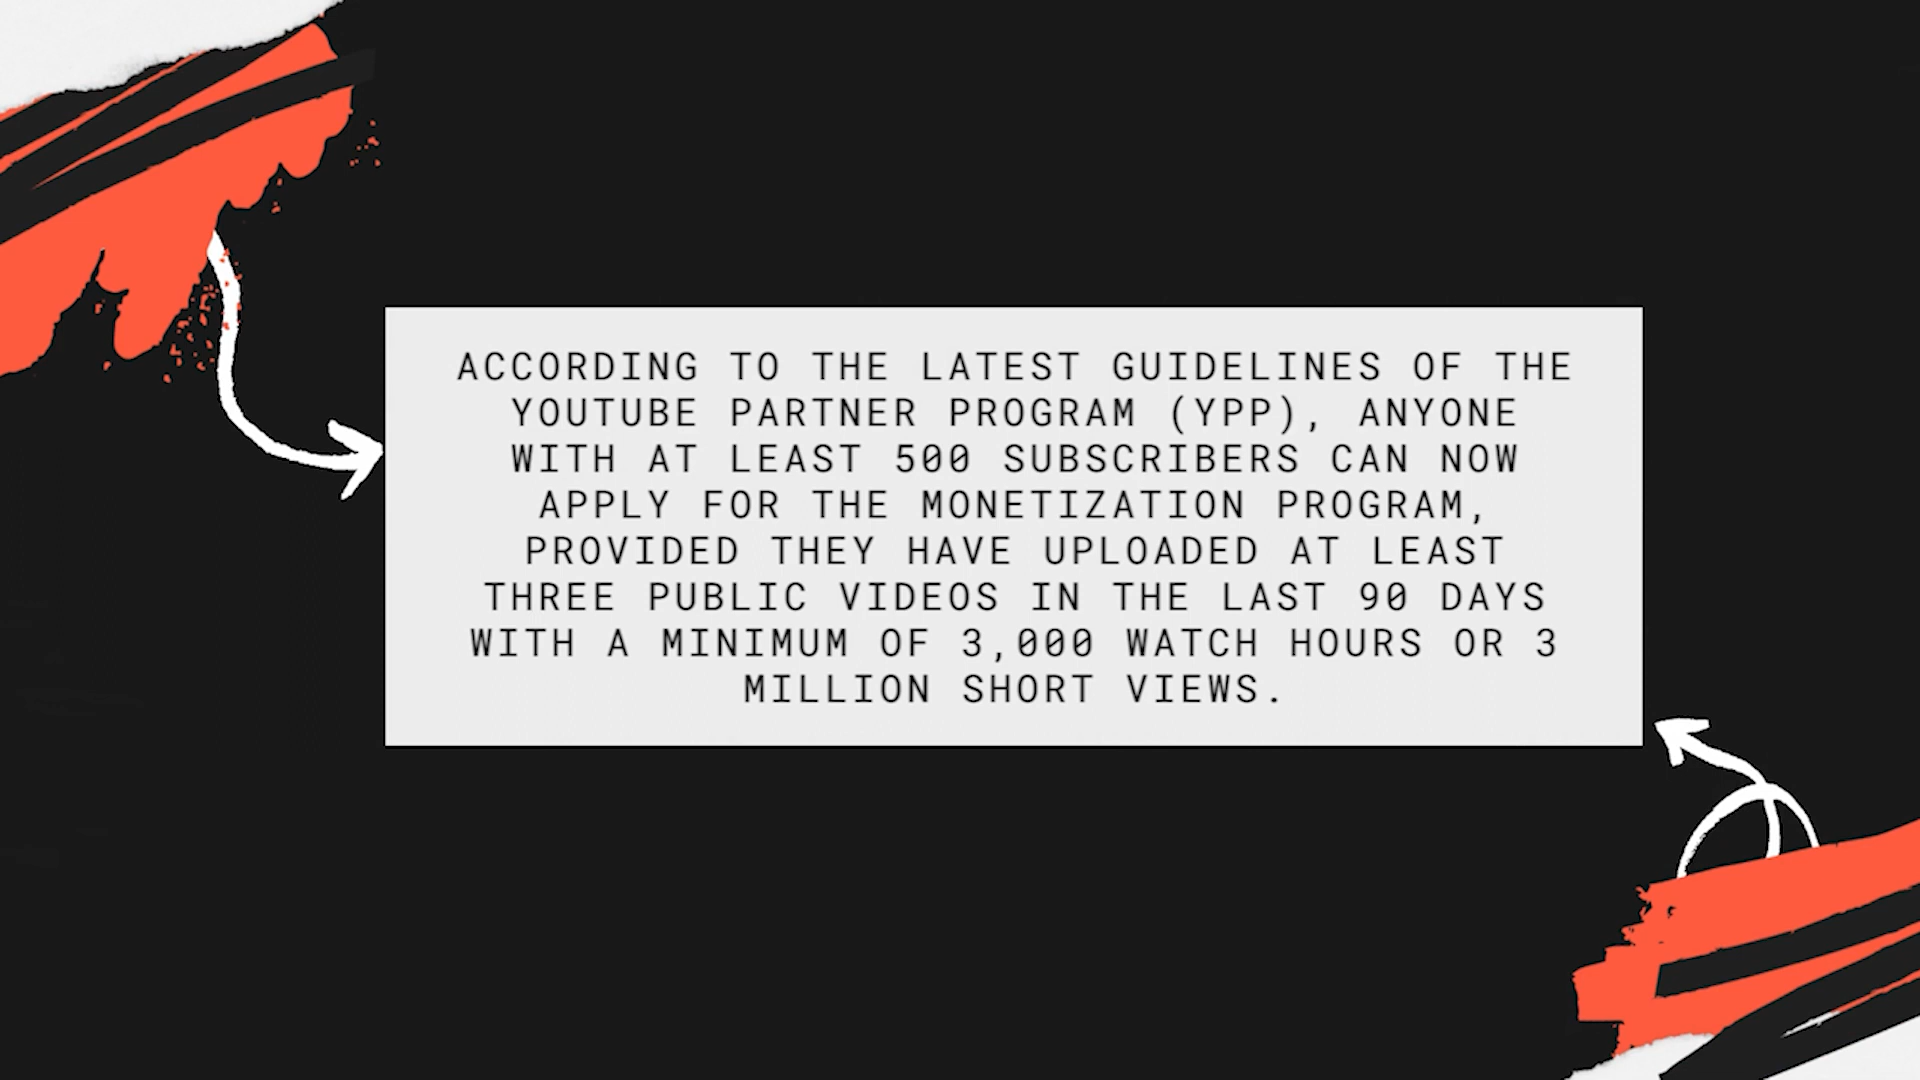 ACCORDING TO THE LATEST GUIDELINES OF THE
YOUTUBE PARTNER PROGRAM (YPP), ANYONE
WITH AT LEAST 500 SUBSCRIBERS CAN NOW
APPLY FOR THE MONETIZATION PROGRAM,
PROVIDED THEY HAVE UPLOADED AT LEAST
THREE PUBLIC VIDEOS IN THE LAST 90 DAYS
WITH A MINIMUM OF 3,000 WATCH HOURS OR 3
MILLION SHORT VIEWS.